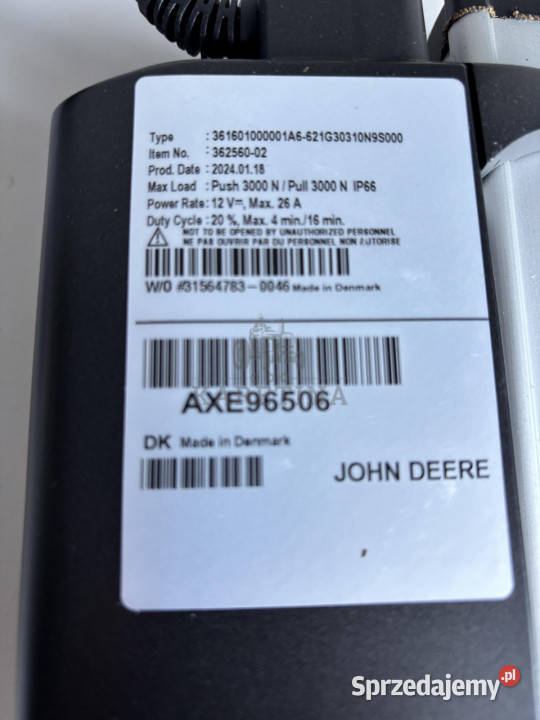 Type : 361601000001A6-621G30310N9S000
Item No. : 362560-02
Prod. Date : 2024.01.18
Max Load : Push 3000 N / Pull 3000 N IP66
Power Rate : 12 V⎓, Max. 26 A
Duty Cycle : 20 %, Max. 4 min./16 min.
NOT TO BE OPENED BY UNAUTHORIZED PERSONNEL
NE PAS OUVRIR PAR DU PERSONNEL NON AUTORISE
W/O #31564783-0046 Made in Denmark
AXE96506
DK Made in Denmark
JOHN DEERE
Sprzedajemy.pl